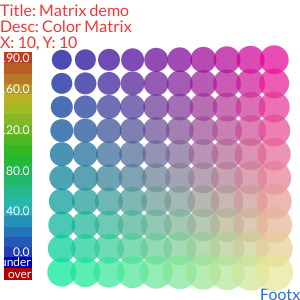 Title: Matrix demo
Desc: Color Matrix
X: 10, Y: 10
90.0
60.0
20.0
80.0
40.0
0.0
under
over
Footx